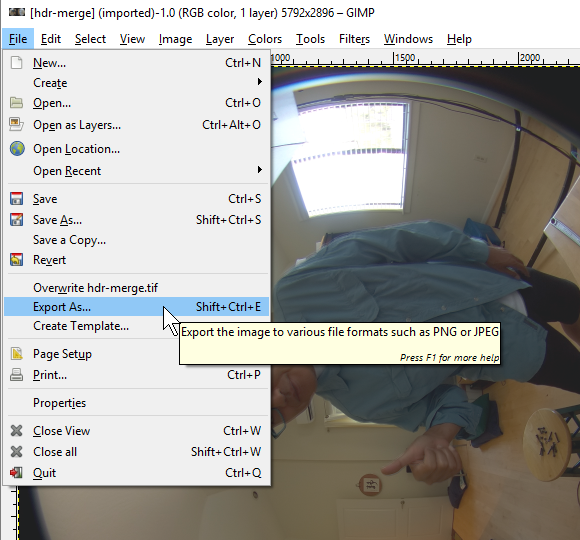 [hdr-merge] (imported)-1.0 (RGB color, 1 layer) 5792x2896 – GIMP
File Edit Select View Image Layer Colors Tools Filters Windows Help
1000 1500 2000
New... Ctrl+N
Create
Open... Ctrl+O
Open as Layers... Ctrl+Alt+O
Open Location...
Open Recent
Save Ctrl+S
Save As... Shift+Ctrl+S
Save a Copy...
Revert
Overwrite hdr-merge.tif
Export As... Shift+Ctrl+E
Create Template...
Export the image to various file formats such as PNG or JPEG
Press F1 for more help
Page Setup
Print... Ctrl+P
Properties
Close View Ctrl+W
Close all Shift+Ctrl+W
Quit Ctrl+Q